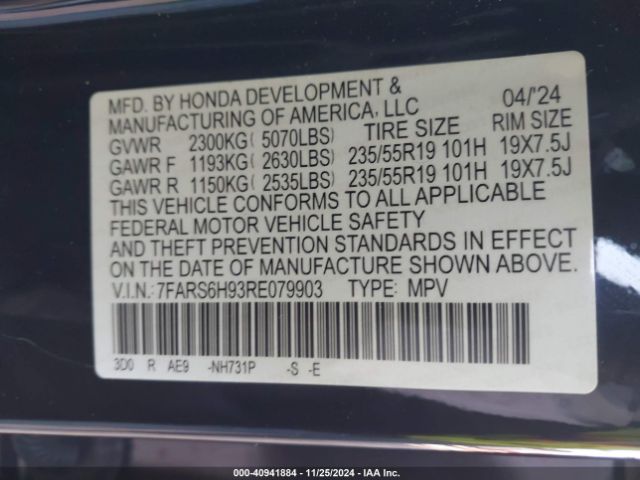 MFD. BY HONDA DEVELOPMENT &
MANUFACTURING OF AMERICA, LLC 04/'24
GVWR 2300KG( 5070LBS) TIRE SIZE RIM SIZE
GAWR F 1193KG( 2630LBS) 235/55R19 101H 19X7.5J
GAWR R 1150KG( 2535LBS) 235/55R19 101H 19X7.5J
THIS VEHICLE CONFORMS TO ALL APPLICABLE
FEDERAL MOTOR VEHICLE SAFETY
AND THEFT PREVENTION STANDARDS IN EFFECT
ON THE DATE OF MANUFACTURE SHOWN ABOVE.
V.I.N.: 7FARS6H93RE079903 TYPE: MPV
3D0 R AE9 -NH731P -S -E
000-40941884 | 11/25/2024 | IAA Inc.